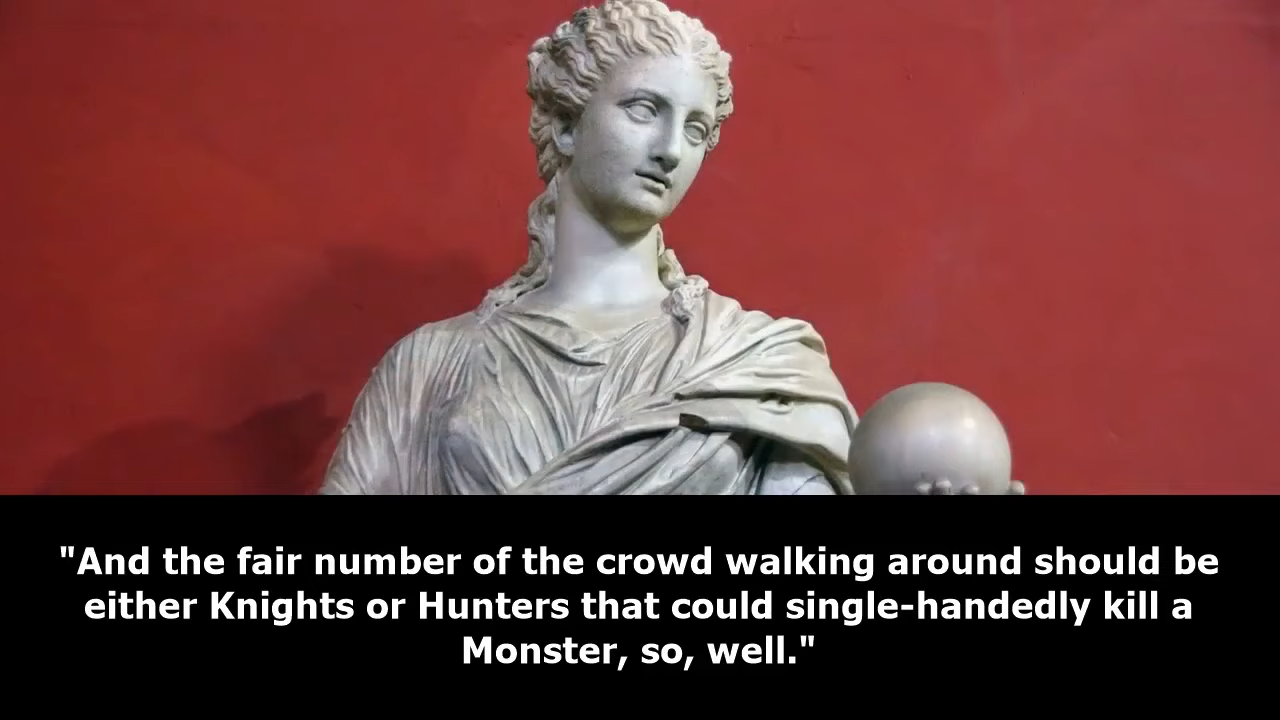 "And the fair number of the crowd walking around should be
either Knights or Hunters that could single-handedly kill a
Monster, so, well."